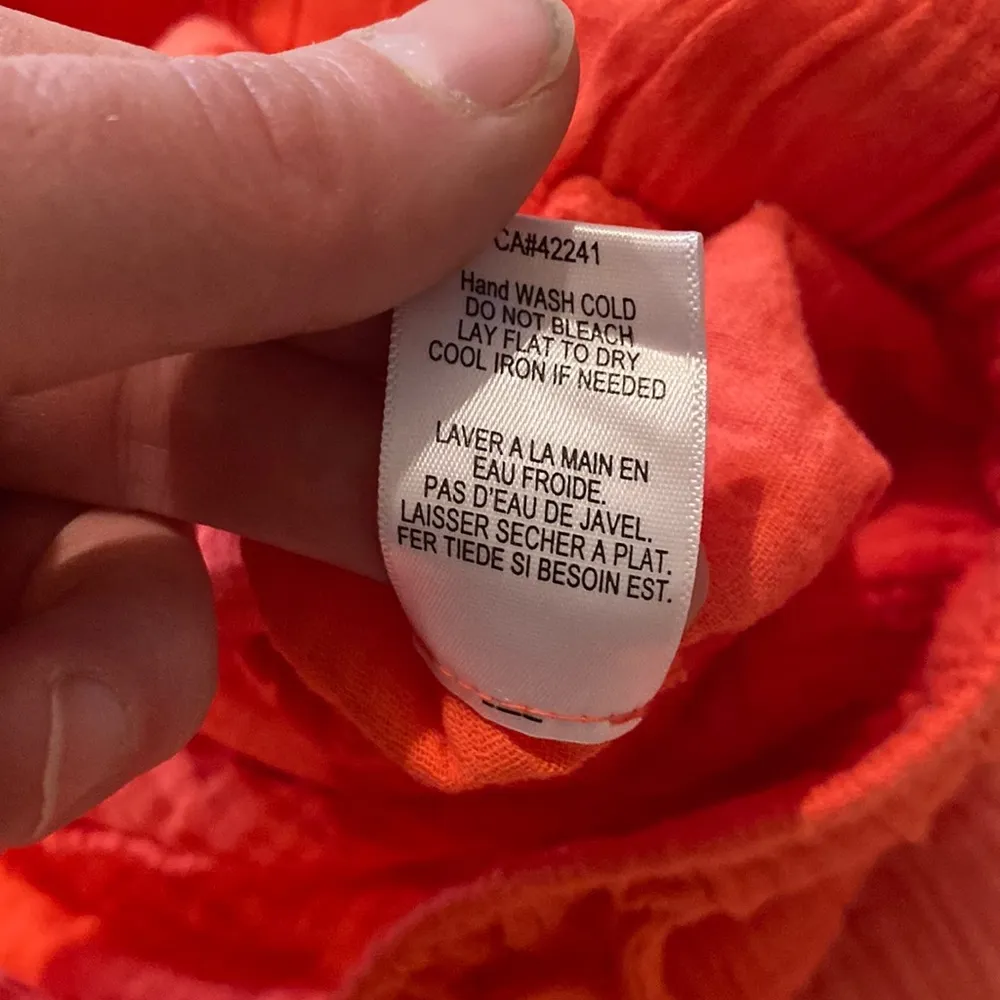 CA#42241
Hand WASH COLD
DO NOT BLEACH
LAY FLAT TO DRY
COOL IRON IF NEEDED
LAVER A LA MAIN EN
EAU FROIDE.
PAS D'EAU DE JAVEL.
LAISSER SECHER A PLAT.
FER TIEDE SI BESOIN EST.